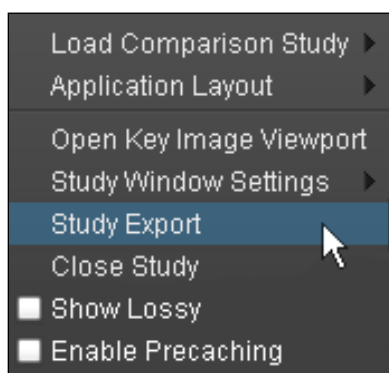 Load Comparison Study
Application Layout
Open Key Image Viewport
Study Window Settings
Study Export
Close Study
Show Lossy
Enable Precaching